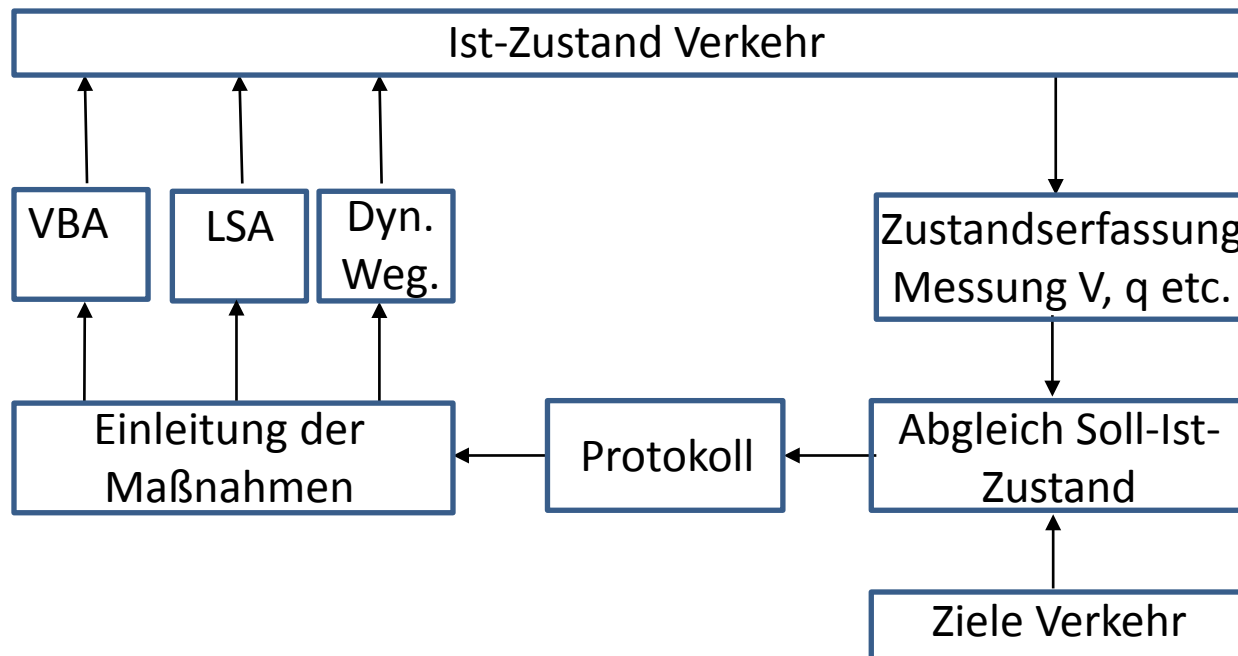 Ist-Zustand Verkehr
VBA
LSA
Dyn.
Weg.
Zustandserfassung
Messung V, q etc.
Einleitung der
Maßnahmen
Protokoll
Abgleich Soll-Ist-
Zustand
Ziele Verkehr